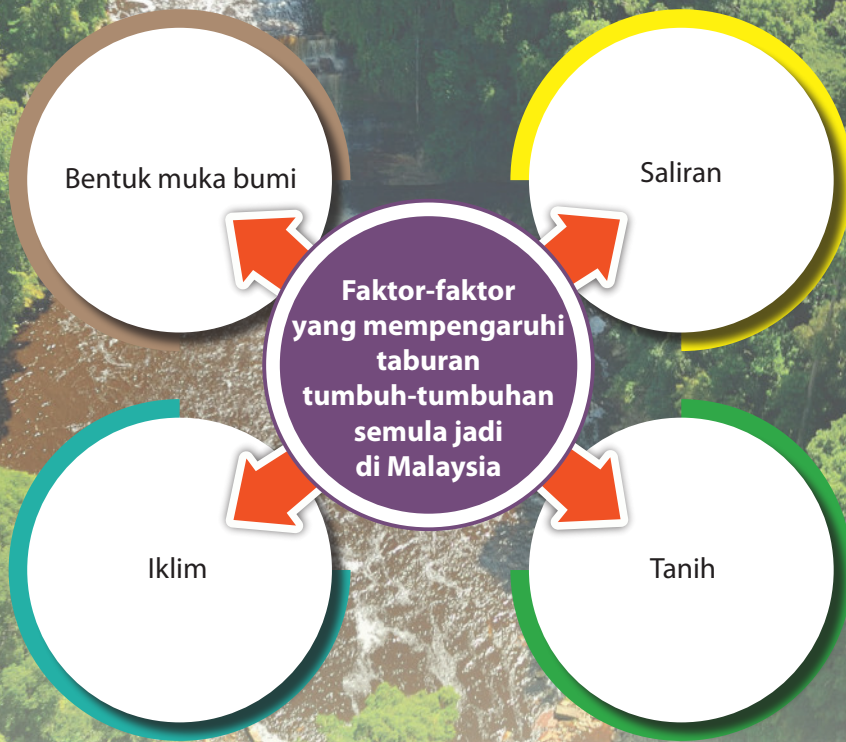 Bentuk muka bumi
Saliran
Faktor-faktor
yang mempengaruhi
taburan
tumbuh-tumbuhan
semula jadi
di Malaysia
Iklim
Tanih